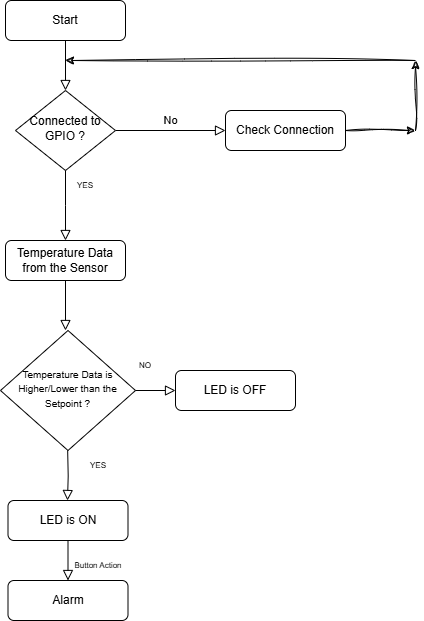 Start
Connected to
GPIO ?
No
Check Connection
YES
Temperature Data
from the Sensor
Temperature Data is
Higher/Lower than the
Setpoint ?
NO
LED is OFF
YES
LED is ON
Button Action
Alarm